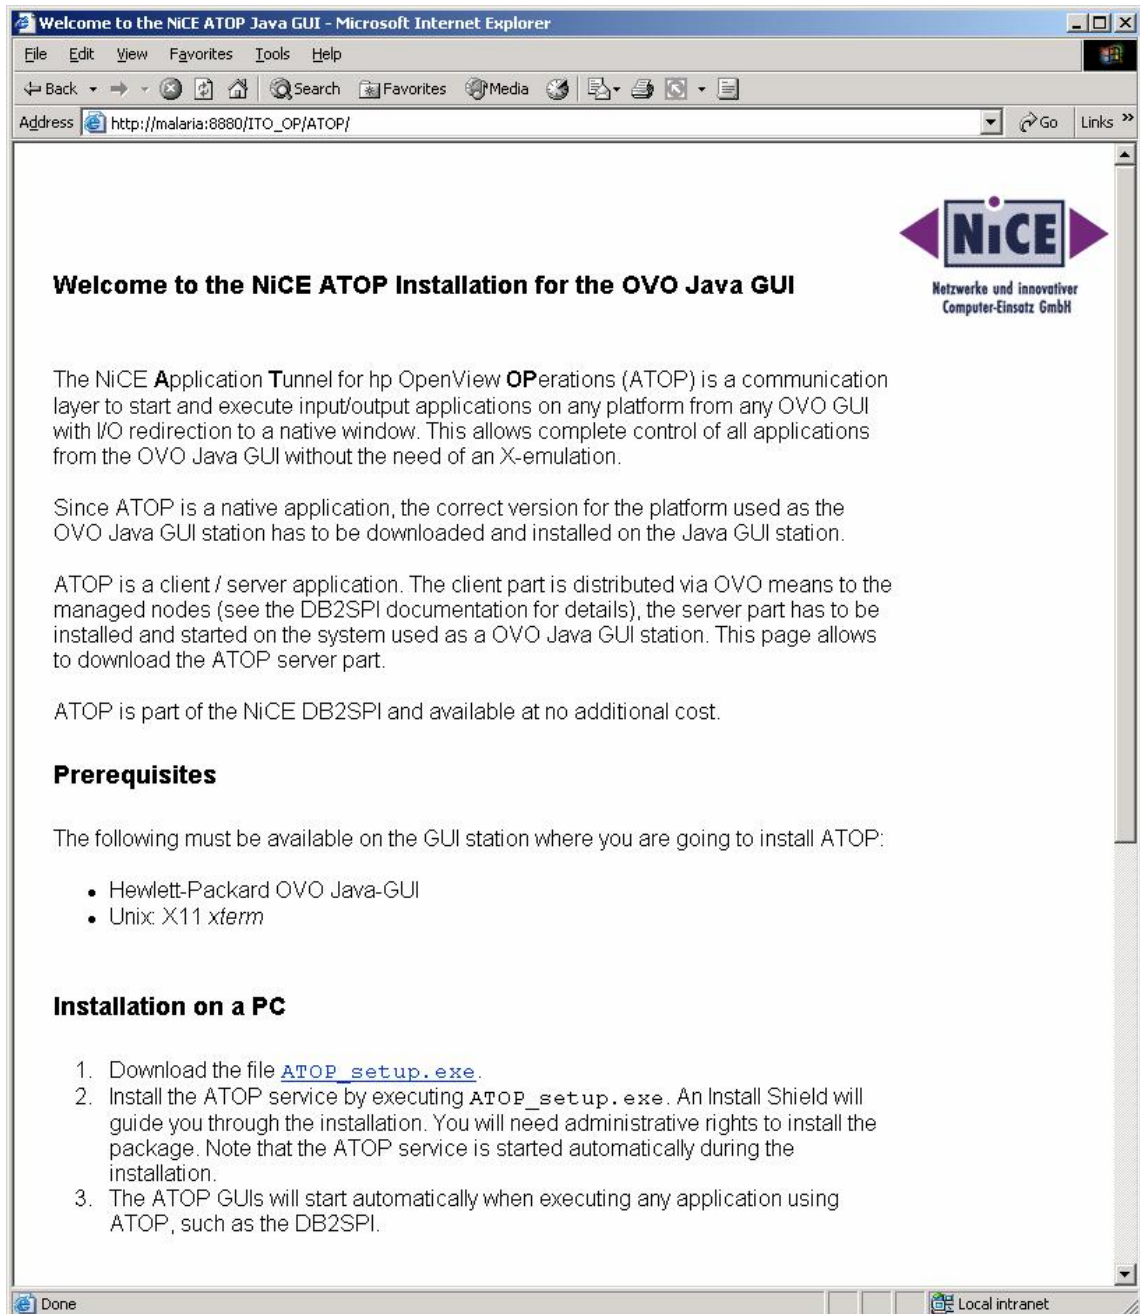 Welcome to the NiCE ATOP Java GUI - Microsoft Internet Explorer
File Edit View Favorites Tools Help
Back Search Favorites Media
Address http://malaria:8880/ITO_OP/ATOP/ Go Links »
NiCE
Netzwerke und innovativer
Computer-Einsatz GmbH
Welcome to the NiCE ATOP Installation for the OVO Java GUI
The NiCE Application Tunnel for hp OpenView OPerations (ATOP) is a communication
layer to start and execute input/output applications on any platform from any OVO GUI
with I/O redirection to a native window. This allows complete control of all applications
from the OVO Java GUI without the need of an X-emulation.
Since ATOP is a native application, the correct version for the platform used as the
OVO Java GUI station has to be downloaded and installed on the Java GUI station.
ATOP is a client / server application. The client part is distributed via OVO means to the
managed nodes (see the DB2SPI documentation for details), the server part has to be
installed and started on the system used as a OVO Java GUI station. This page allows
to download the ATOP server part.
ATOP is part of the NiCE DB2SPI and available at no additional cost.
Prerequisites
The following must be available on the GUI station where you are going to install ATOP:
• Hewlett-Packard OVO Java-GUI
• Unix: X11 xterm
Installation on a PC
1. Download the file ATOP_setup.exe.
2. Install the ATOP service by executing ATOP_setup.exe. An Install Shield will
guide you through the installation. You will need administrative rights to install the
package. Note that the ATOP service is started automatically during the
installation.
3. The ATOP GUIs will start automatically when executing any application using
ATOP, such as the DB2SPI.
Done Local intranet